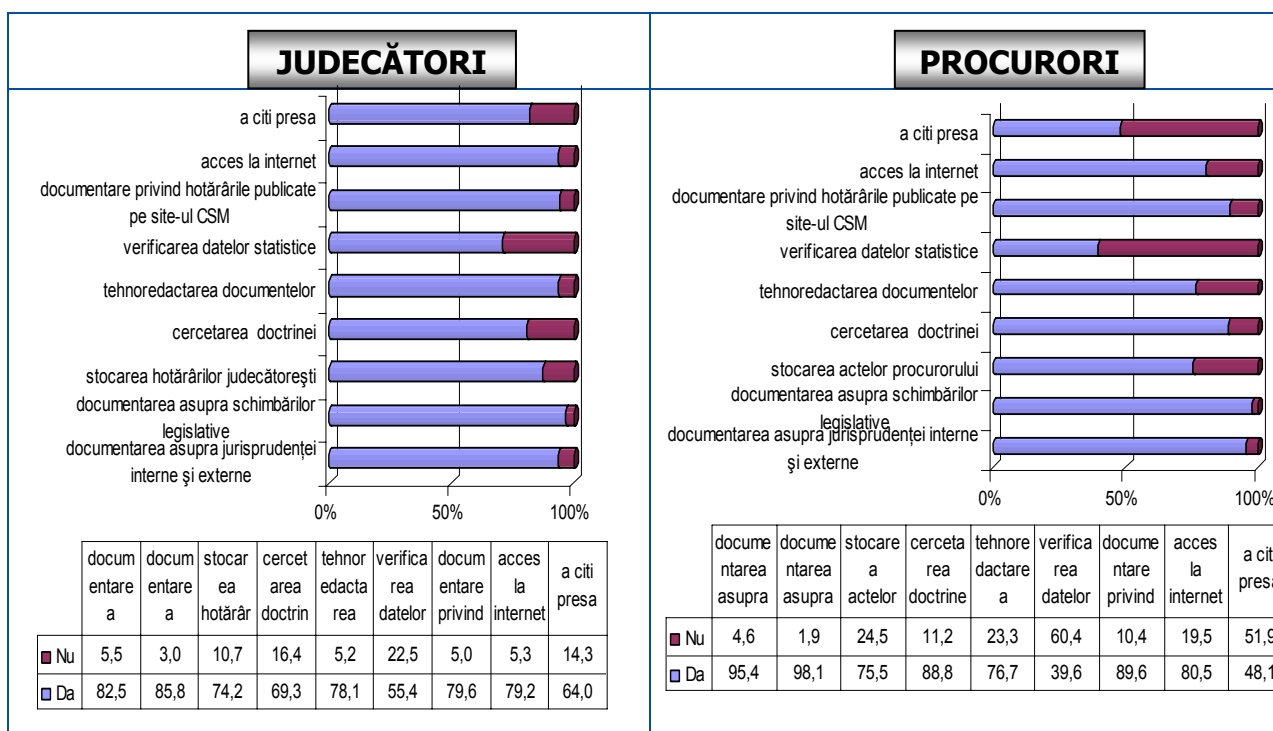 JUDECĂTORI
a citi presa
acces la internet
documentare privind hotărârile publicate
pe site-ul CSM
verificarea datelor statistice
tehnoredactarea documentelor
cercetarea doctrinei
stocarea hotărârilor judecătoreşti
documentarea asupra schimbărilor
legislative
documentarea asupra jurisprudenţei
interne şi externe
0% 50% 100%
docum docum stocar cercet tehnor verifica docum acces a citi
entare entare ea area edacta rea entare la presa
a a hotărâr doctrin rea datelor privind internet
Nu 5,5 3,0 10,7 16,4 5,2 22,5 5,0 5,3 14,3
Da 82,5 85,8 74,2 69,3 78,1 55,4 79,6 79,2 64,0
PROCURORI
a citi presa
acces la internet
documentare privind hotărârile publicate pe
site-ul CSM
verificarea datelor statistice
tehnoredactarea documentelor
cercetarea doctrinei
stocarea actelor procurorului
documentarea asupra schimbărilor
legislative
documentarea asupra jurisprudenţei interne
şi externe
0% 50% 100%
docume docume stocare cerceta tehnore verifica docume acces a cit
ntarea ntarea a rea dactare rea ntare la presa
asupra asupra actelor doctrine a datelor privind internet
Nu 4,6 1,9 24,5 11,2 23,3 60,4 10,4 19,5 51,9
Da 95,4 98,1 75,5 88,8 76,7 39,6 89,6 80,5 48,1